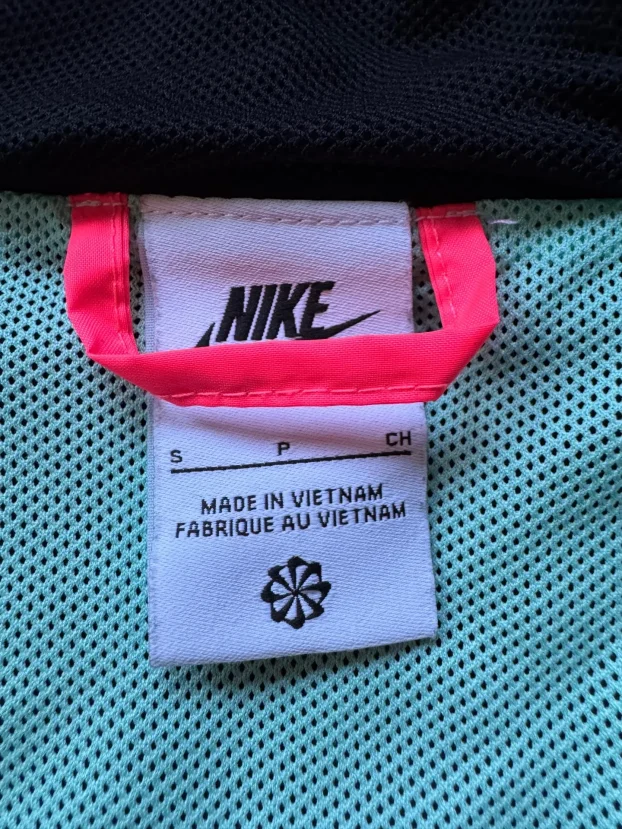 NIKE
S P CH
MADE IN VIETNAM
FABRIQUE AU VIETNAM